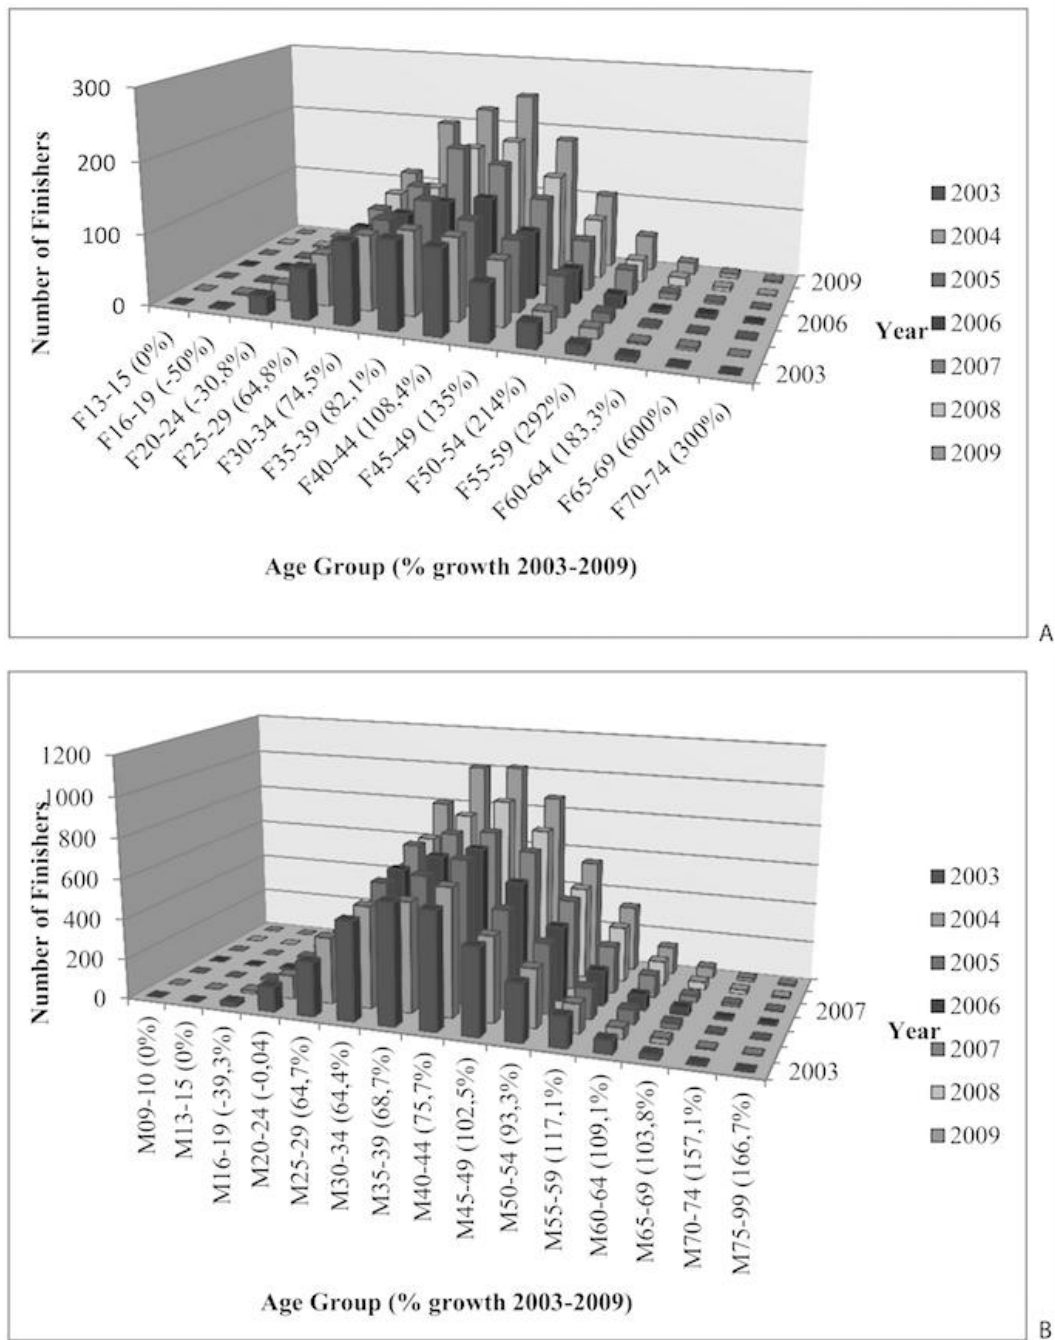 300
200
100
0
Number of Finishers
F13-15 (0%)
F16-19 (-50%)
F20-24 (-30,8%)
F25-29 (64,8%)
F30-34 (74,5%)
F35-39 (82,1%)
F40-44 (108,4%)
F45-49 (135%)
F50-54 (214%)
F55-59 (292%)
F60-64 (183,3%)
F65-69 (600%)
F70-74 (300%)
2009
2006
2003
Year
2003
2004
2005
2006
2007
2008
2009
Age Group (% growth 2003-2009)
A
1200
1000
800
600
400
200
0
Number of Finishers
M09-10 (0%)
M13-15 (0%)
M16-19 (-39,3%)
M20-24 (-0,04)
M25-29 (64,7%)
M30-34 (64,4%)
M35-39 (68,7%)
M40-44 (75,7%)
M45-49 (102,5%)
M50-54 (93,3%)
M55-59 (117,1%)
M60-64 (109,1%)
M65-69 (103,8%)
M70-74 (157,1%)
M75-99 (166,7%)
2007
2003
Year
2003
2004
2005
2006
2007
2008
2009
Age Group (% growth 2003-2009)
B